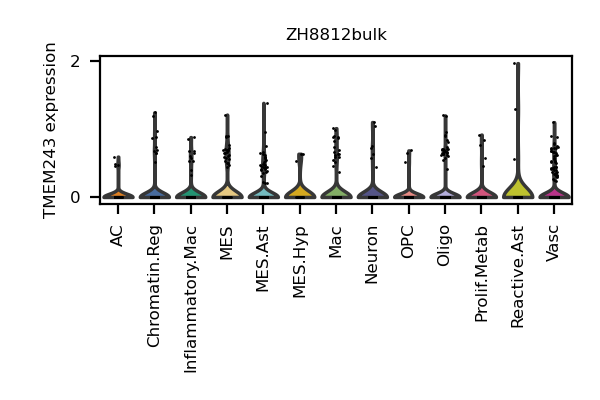 ZH8812bulk
TMEM243 expression
2
0
AC
Chromatin.Reg
Inflammatory.Mac
MES
MES.Ast
MES.Hyp
Mac
Neuron
OPC
Oligo
Prolif.Metab
Reactive.Ast
Vasc